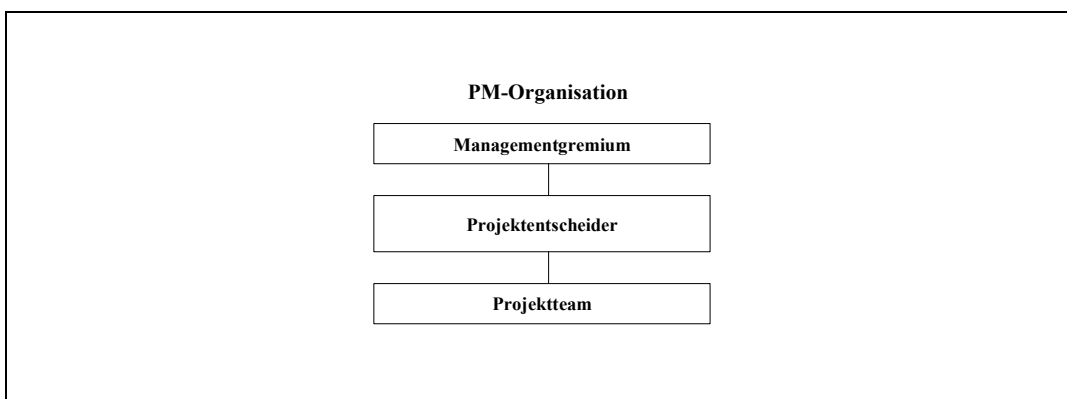 PM-Organisation
Managementgremium
Projektentscheider
Projektteam